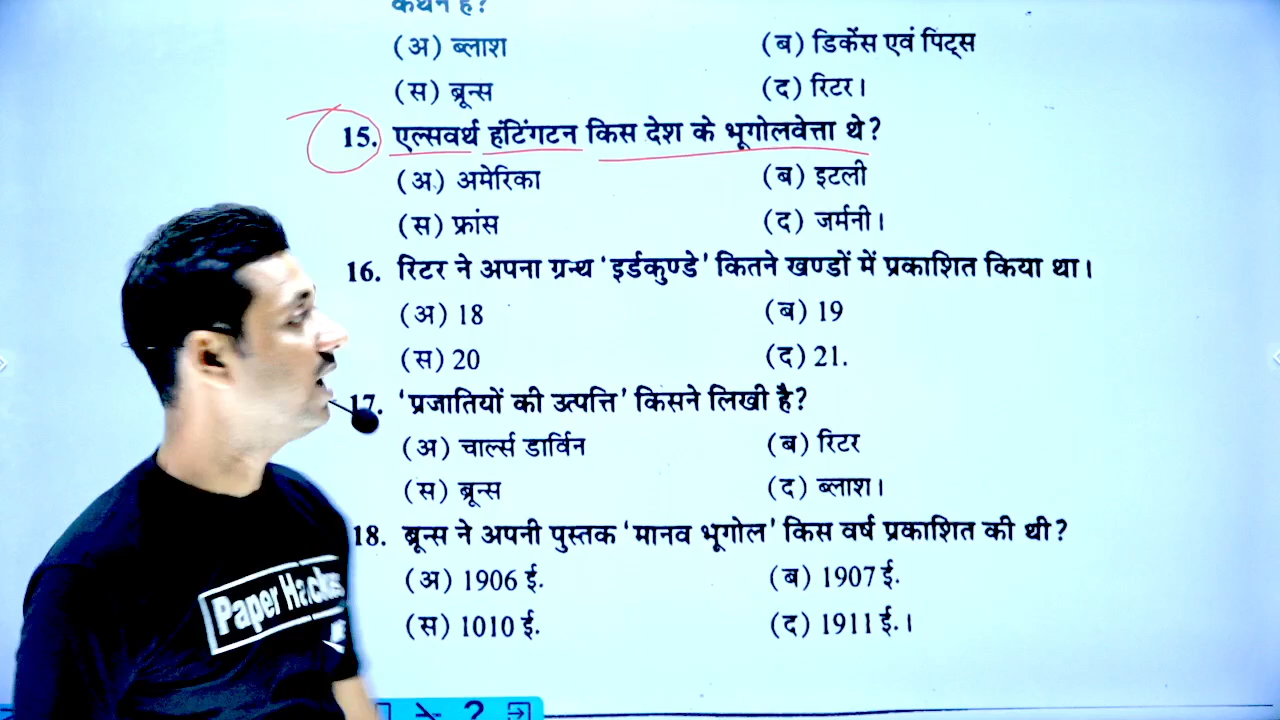 कथन है?
(अ) ब्लाश (ब) डिकेंस एवं पिट्स
(स) ब्रून्स (द) रिटर।
15. एल्सवर्थ हंटिंगटन किस देश के भूगोलवेत्ता थे?
(अ) अमेरिका (ब) इटली
(स) फ्रांस (द) जर्मनी।
16. रिटर ने अपना ग्रन्थ 'इर्डकुण्डे' कितने खण्डों में प्रकाशित किया था।
(अ) 18 (ब) 19
(स) 20 (द) 21.
17. 'प्रजातियों की उत्पत्ति' किसने लिखी है?
(अ) चार्ल्स डार्विन (ब) रिटर
(स) ब्रून्स (द) ब्लाश।
18. ब्रून्स ने अपनी पुस्तक 'मानव भूगोल' किस वर्ष प्रकाशित की थी?
(अ) 1906 ई. (ब) 1907 ई.
(स) 1010 ई. (द) 1911 ई.।
Paper Hacker